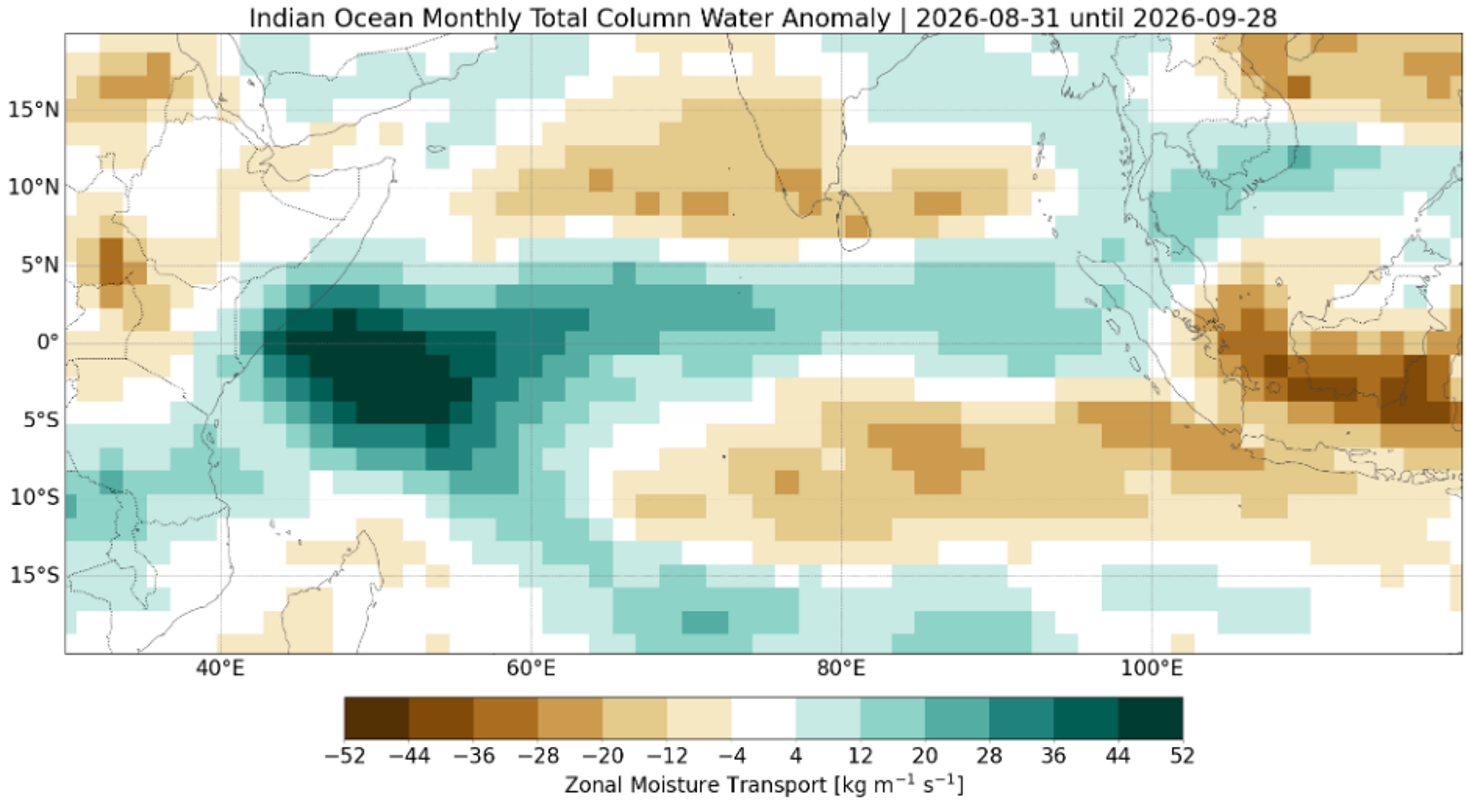 Indian Ocean Monthly Total Column Water Anomaly | 2026-08-31 until 2026-09-28
15°N
10°N
5°N
0°
5°S
10°S
15°S
40°E 60°E 80°E 100°E
−52 −44 −36 −28 −20 −12 −4 4 12 20 28 36 44 52
Zonal Moisture Transport [kg m⁻¹ s⁻¹]